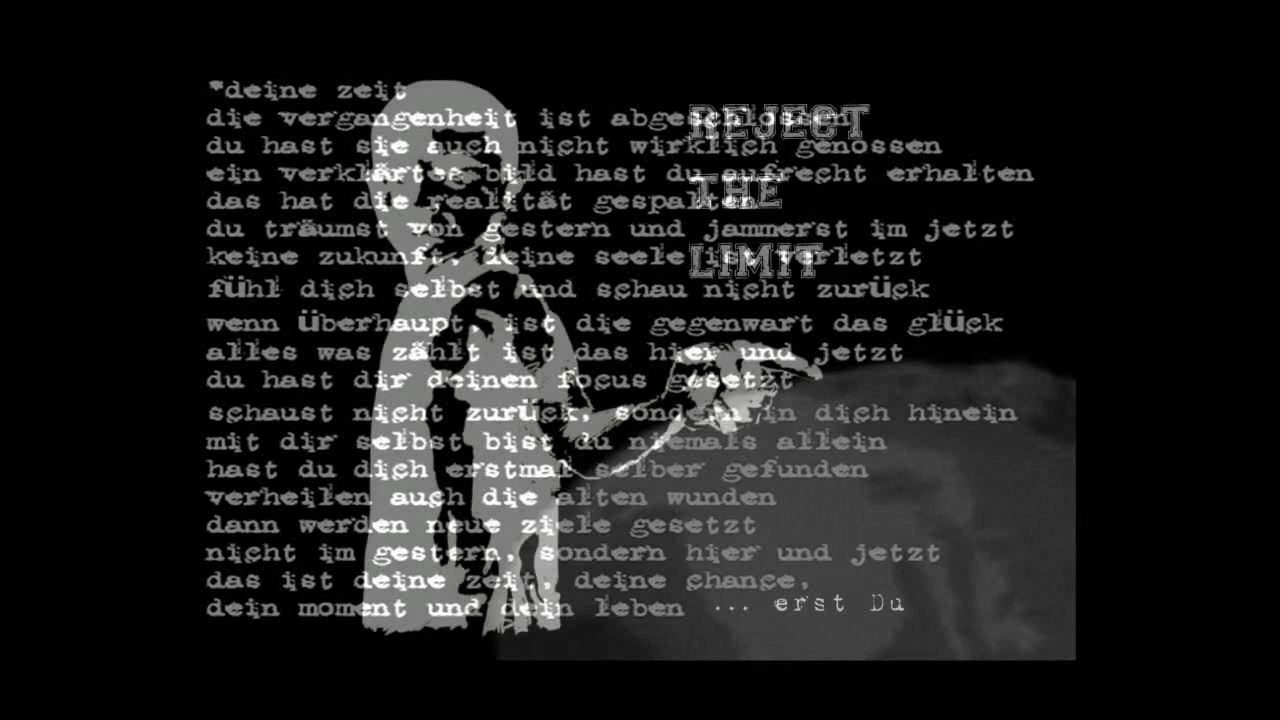 *deine zeit
die vergangenheit ist abgeschlossen
du hast sie auch nicht wirklich genossen
ein verklärtes bild hast du aufrecht erhalten
das hat die realität gespalten
du träumst von gestern und jammerst im jetzt
keine zukunft, deine seele ist verletzt
fühl dich selbst und schau nicht zurück
wenn überhaupt, ist die gegenwart das glück
alles was zählt ist das hier und jetzt
du hast dir deinen focus gesetzt
schaust nicht zurück, sondern in dich hinein
mit dir selbst bist du niemals allein
hast du dich erstmal selber gefunden
verheilen auch die alten wunden
dann werden neue ziele gesetzt
nicht im gestern, sondern hier und jetzt
das ist deine zeit, deine chance,
dein moment und dein leben
... erst Du
REJECT
THE
LIMIT